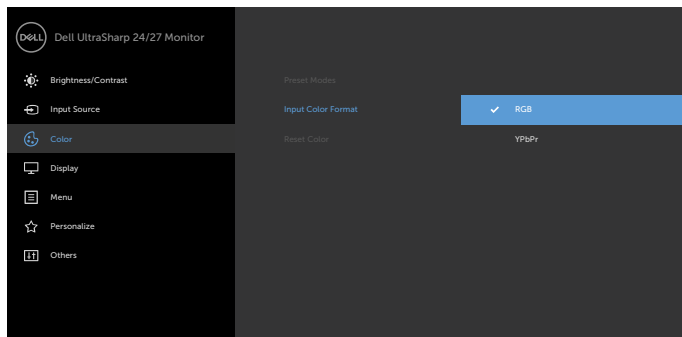 DELL
Dell UltraSharp 24/27 Monitor
Brightness/Contrast
Input Source
Color
Display
Menu
Personalize
Others
Preset Modes
Input Color Format
Reset Color
RGB
YPbPr